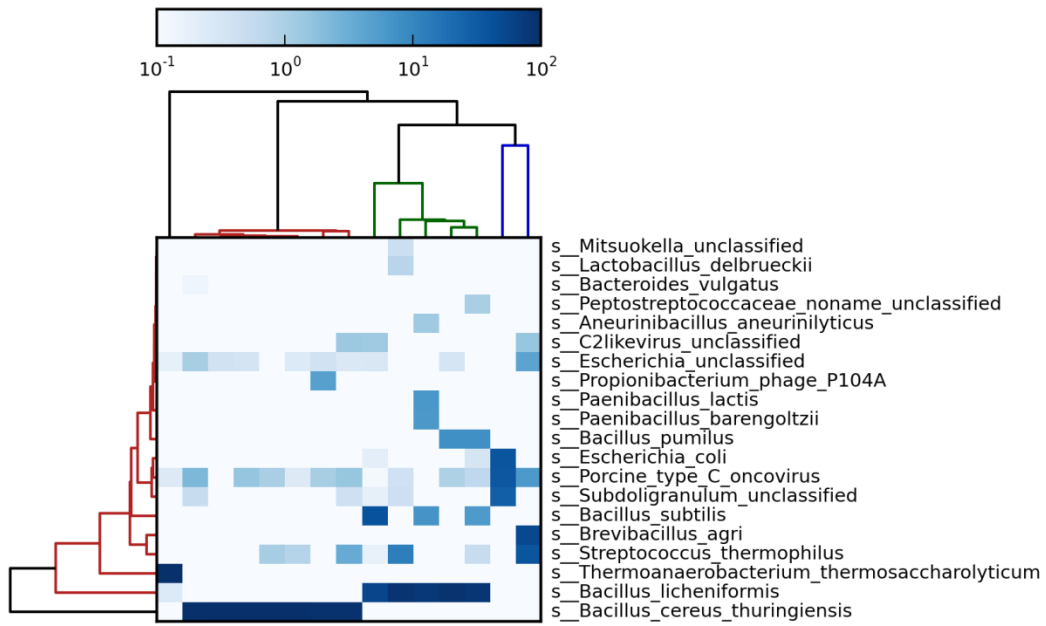 10^-1 10^0 10^1 10^2
s__Mitsuokella_unclassified
s__Lactobacillus_delbrueckii
s__Bacteroides_vulgatus
s__Peptostreptococcaceae_noname_unclassified
s__Aneurinibacillus_aneurinilyticus
s__C2likevirus_unclassified
s__Escherichia_unclassified
s__Propionibacterium_phage_P104A
s__Paenibacillus_lactis
s__Paenibacillus_barengoltzii
s__Bacillus_pumilus
s__Escherichia_coli
s__Porcine_type_C_oncovirus
s__Subdoligranulum_unclassified
s__Bacillus_subtilis
s__Brevibacillus_agri
s__Streptococcus_thermophilus
s__Thermoanaerobacterium_thermosaccharolyticum
s__Bacillus_licheniformis
s__Bacillus_cereus_thuringiensis